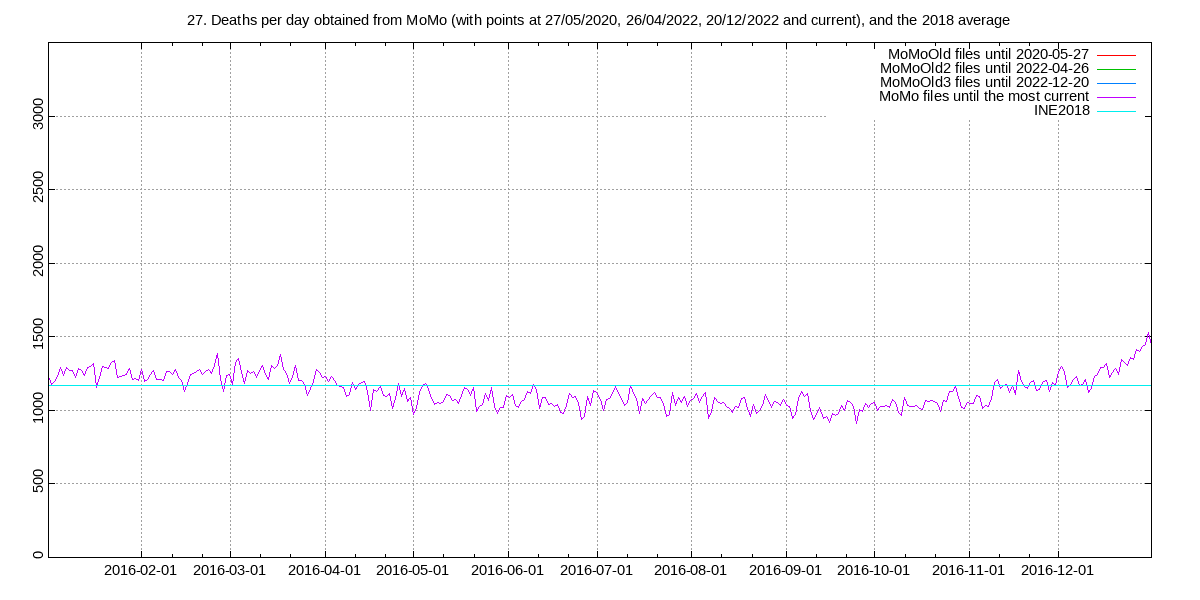 27. Deaths per day obtained from MoMo (with points at 27/05/2020, 26/04/2022, 20/12/2022 and current), and the 2018 average
MoMoOld files until 2020-05-27
MoMoOld2 files until 2022-04-26
MoMoOld3 files until 2022-12-20
MoMo files until the most current
INE2018
3000
2500
2000
1500
1000
500
0
2016-02-01 2016-03-01 2016-04-01 2016-05-01 2016-06-01 2016-07-01 2016-08-01 2016-09-01 2016-10-01 2016-11-01 2016-12-01